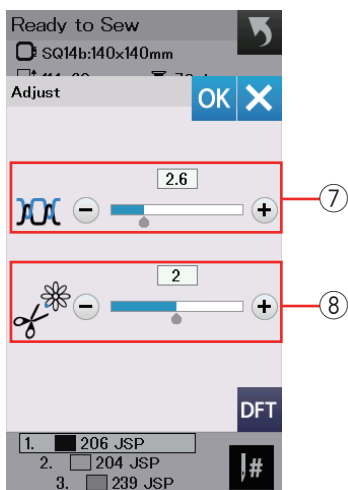 Ready to Sew
SQ14b:140×140mm
Adjust
OK
2.6
⑦
2
⑧
DFT
1. 206 JSP
2. 204 JSP
3. 239 JSP
#